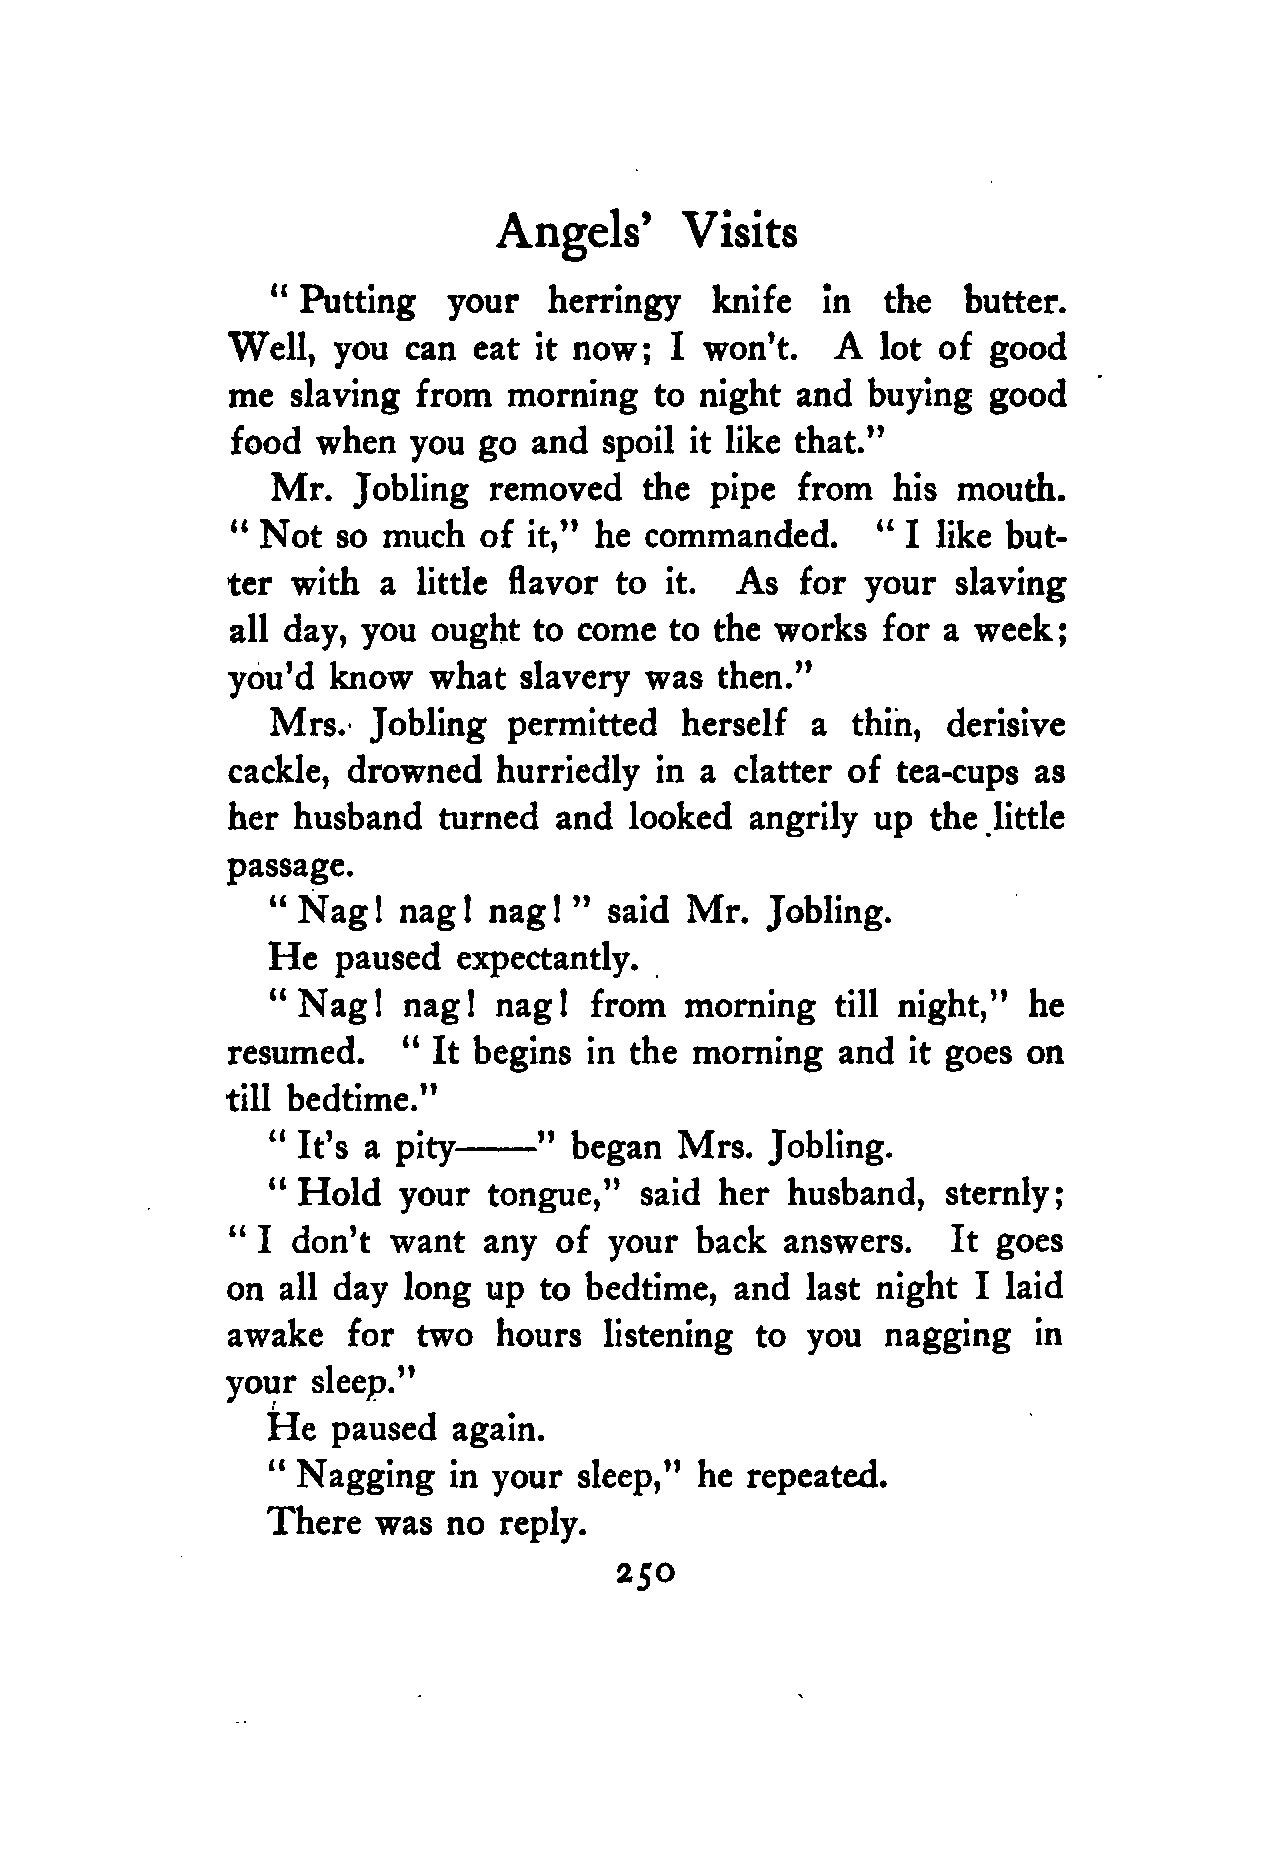 Angels' Visits
" Putting your herringy knife in the butter.
Well, you can eat it now; I won't. A lot of good
me slaving from morning to night and buying good
food when you go and spoil it like that."
Mr. Jobling removed the pipe from his mouth.
" Not so much of it," he commanded. " I like but-
ter with a little flavor to it. As for your slaving
all day, you ought to come to the works for a week;
you'd know what slavery was then."
Mrs. Jobling permitted herself a thin, derisive
cackle, drowned hurriedly in a clatter of tea-cups as
her husband turned and looked angrily up the little
passage.
" Nag! nag! nag! " said Mr. Jobling.
He paused expectantly.
" Nag! nag! nag! from morning till night," he
resumed. " It begins in the morning and it goes on
till bedtime."
" It's a pity——" began Mrs. Jobling.
" Hold your tongue," said her husband, sternly;
" I don't want any of your back answers. It goes
on all day long up to bedtime, and last night I laid
awake for two hours listening to you nagging in
your sleep."
He paused again.
" Nagging in your sleep," he repeated.
There was no reply.
250